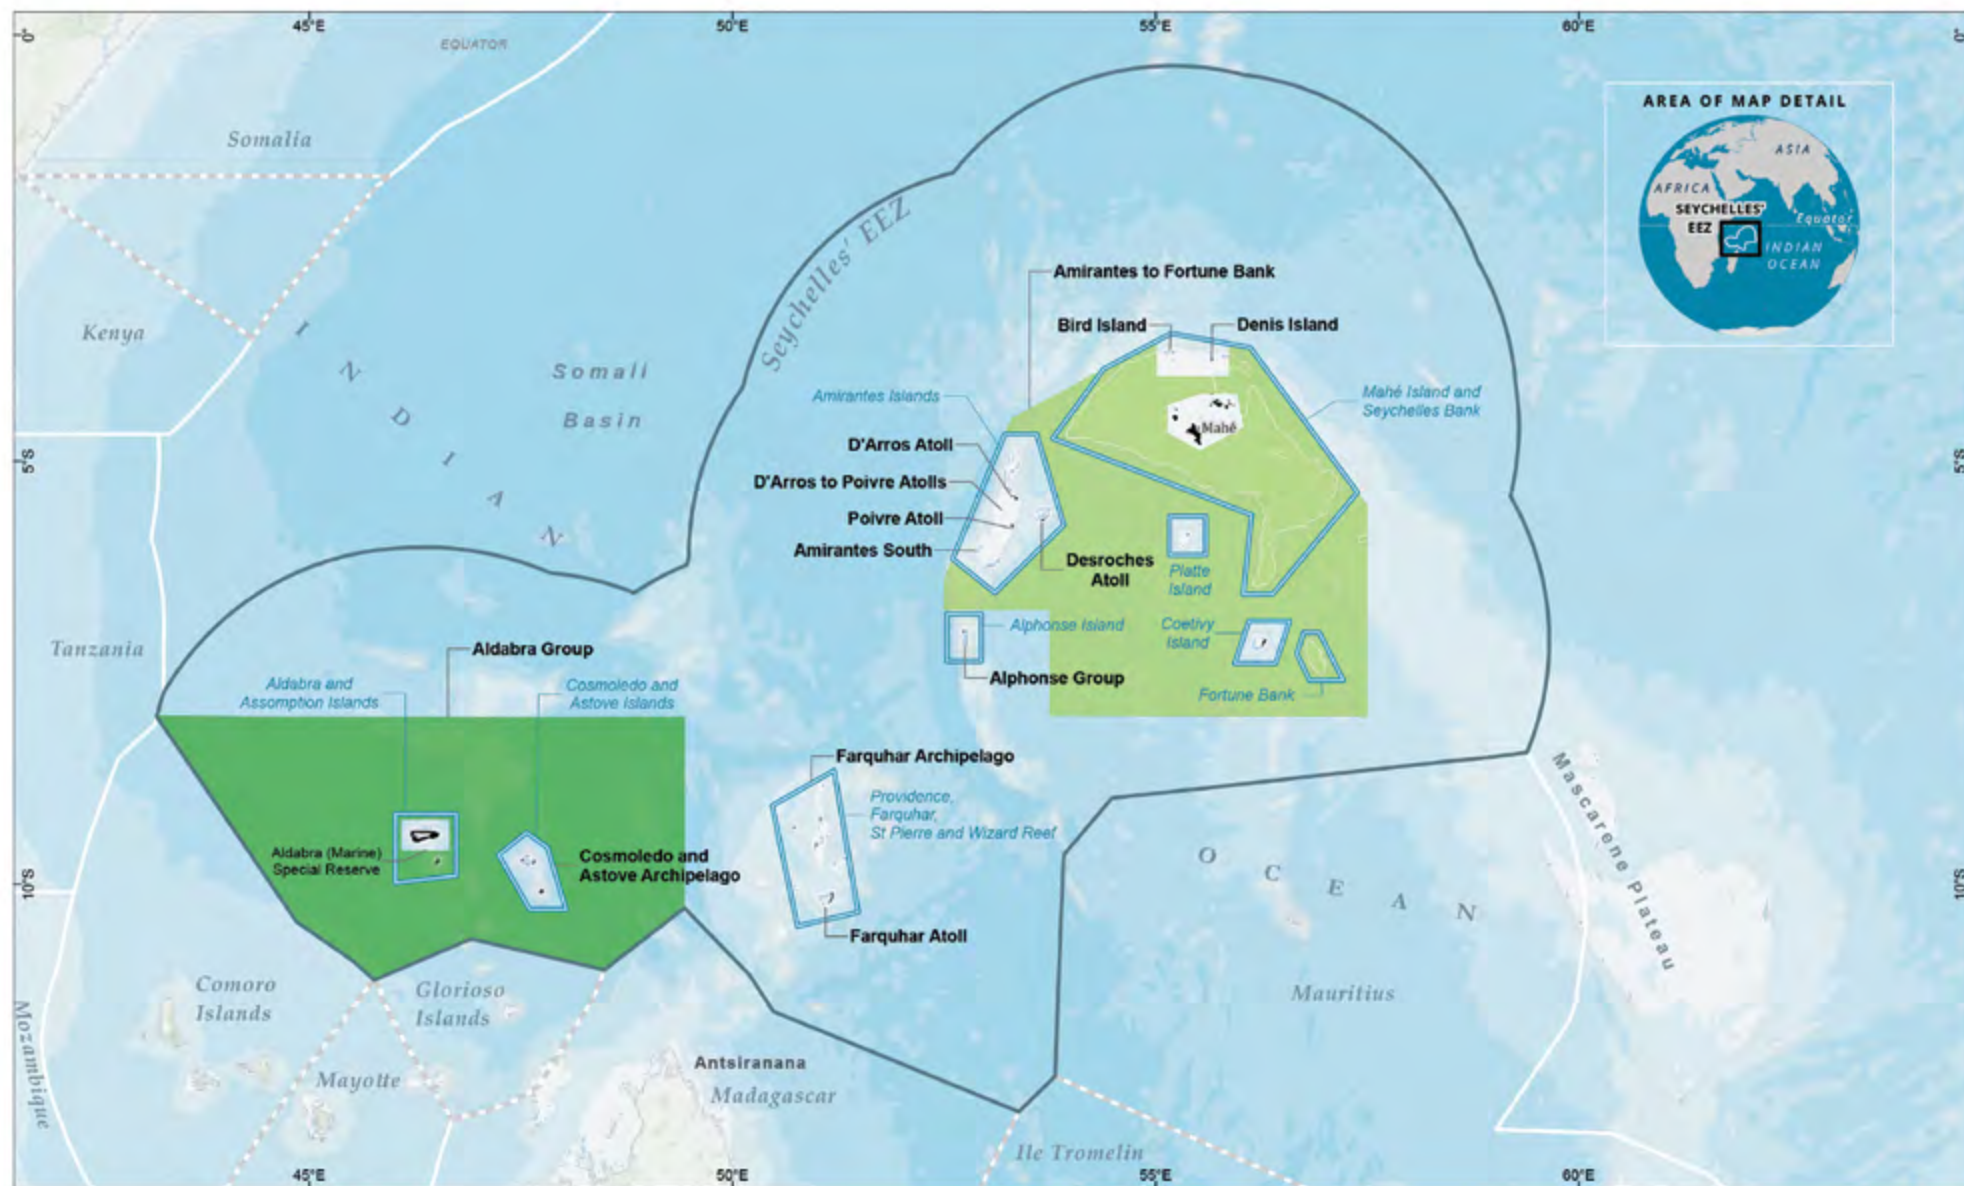 45°E
50°E
55°E
60°E
0°
0°
EQUATOR
AREA OF MAP DETAIL
ASIA
AFRICA
SEYCHELLES'
EEZ
Equator
INDIAN
OCEAN
Somalia
Seychelles' EEZ
Amirantes to Fortune Bank
Bird Island
Denis Island
Kenya
INDIAN
Somali
Basin
Amirantes Islands
Mahé Island and
Seychelles Bank
Mahé
D'Arros Atoll
5°S
5°S
D'Arros to Poivre Atolls
Poivre Atoll
Amirantes South
Desroches
Atoll
Platte
Island
Alphonse Island
Coetivy
Island
Tanzania
Aldabra Group
Alphonse Group
Fortune Bank
Aldabra and
Assomption Islands
Cosmoledo and
Astove Islands
Farquhar Archipelago
Providence,
Farquhar,
St Pierre and Wizard Reef
Mascarene Plateau
Aldabra (Marine)
Special Reserve
Cosmoledo and
Astove Archipelago
OCEAN
10°S
10°S
Farquhar Atoll
Comoro
Islands
Glorioso
Islands
Mauritius
Mozambique
Antsiranana
Mayotte
Madagascar
Ile Tromelin
45°E
50°E
55°E
60°E